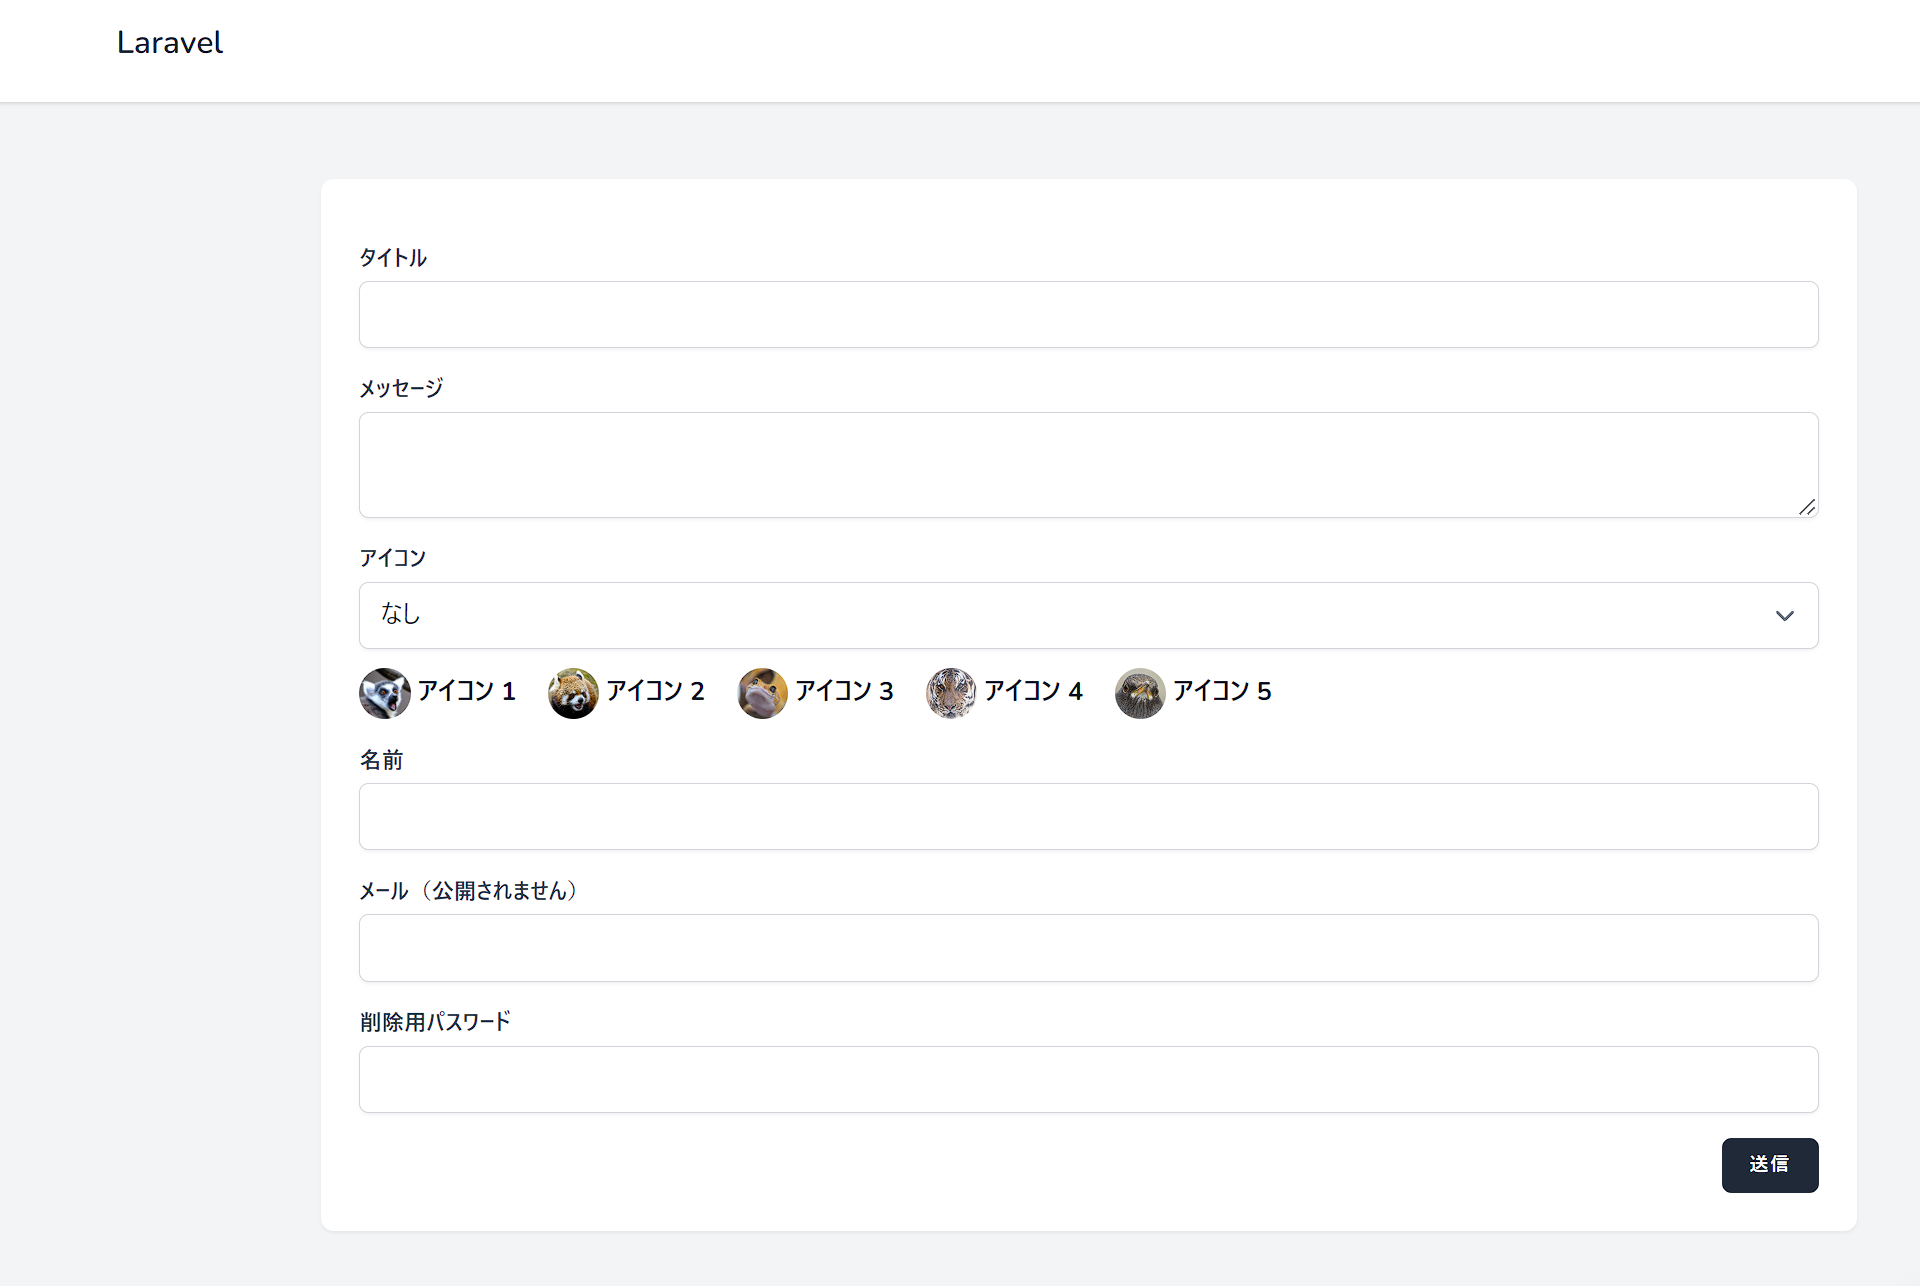 Laravel
タイトル
メッセージ
アイコン
なし
アイコン 1 アイコン 2 アイコン 3 アイコン 4 アイコン 5
名前
メール（公開されません）
削除用パスワード
送信